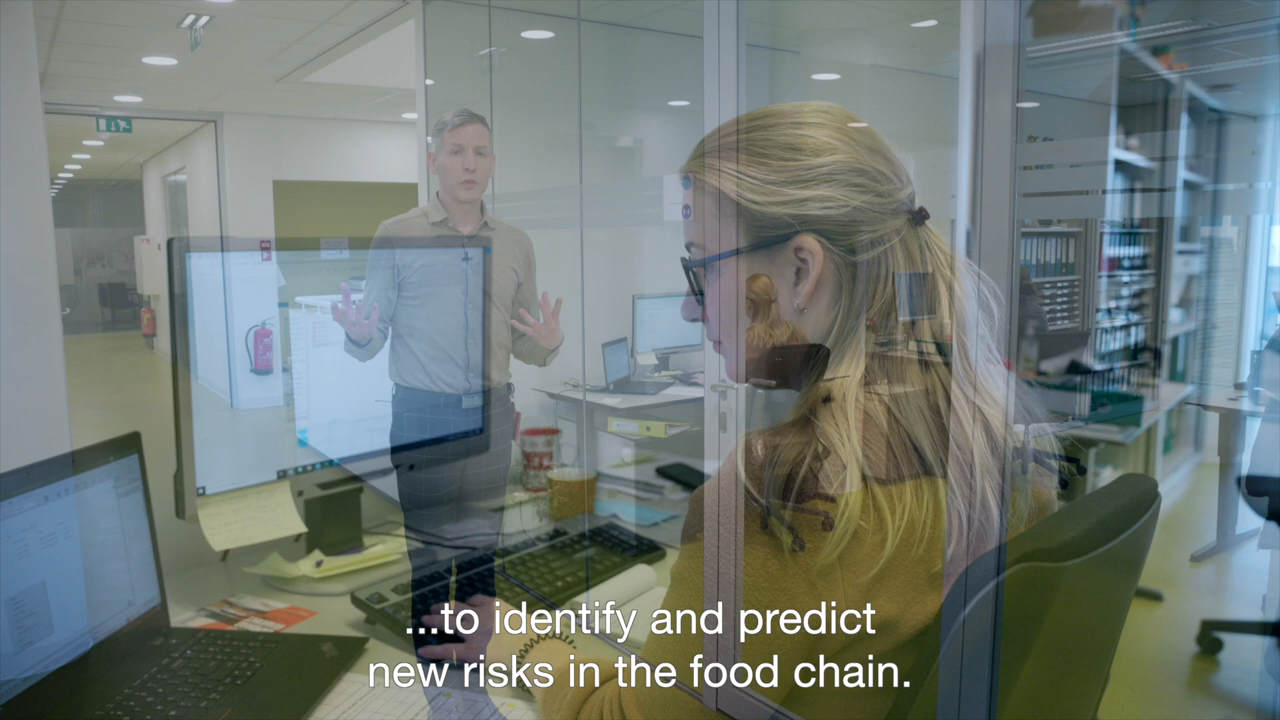 ...to identify and predict
new risks in the food chain.